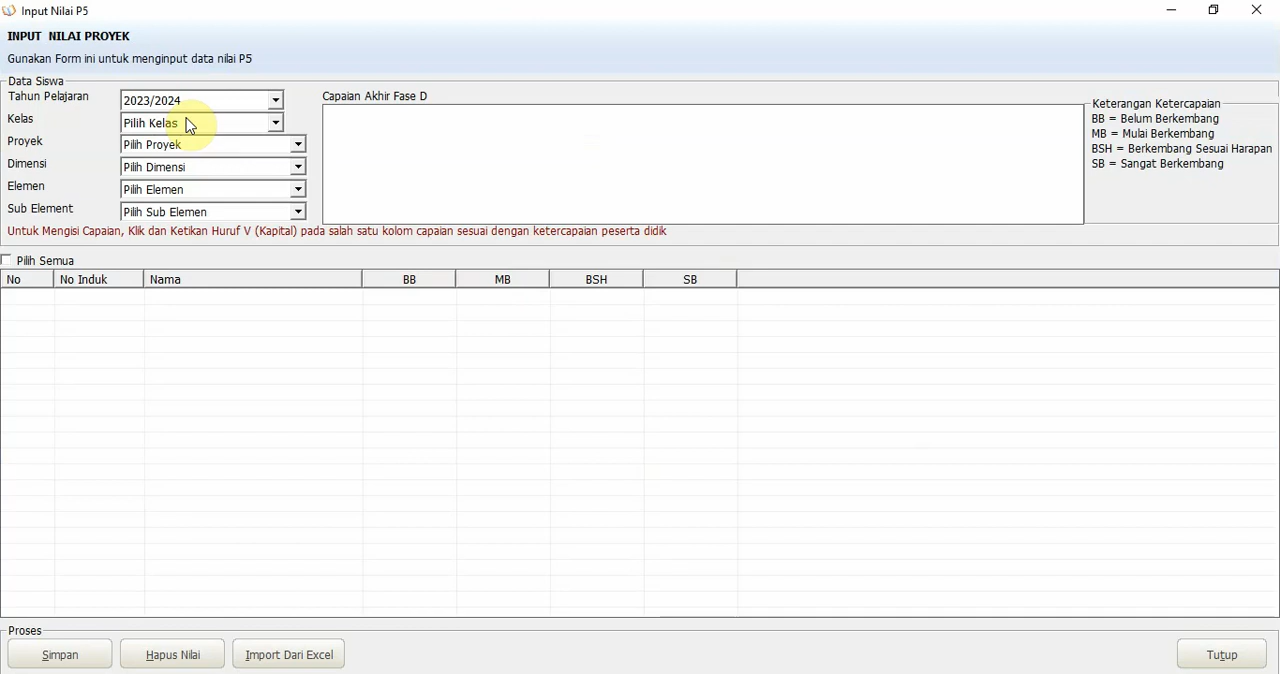 Input Nilai P5
INPUT NILAI PROYEK
Gunakan Form ini untuk menginput data nilai P5
Data Siswa
Tahun Pelajaran 2023/2024
Kelas Pilih Kelas
Proyek Pilih Proyek
Dimensi Pilih Dimensi
Elemen Pilih Elemen
Sub Element Pilih Sub Elemen
Capaian Akhir Fase D
Keterangan Ketercapaian
BB = Belum Berkembang
MB = Mulai Berkembang
BSH = Berkembang Sesuai Harapan
SB = Sangat Berkembang
Untuk Mengisi Capaian, Klik dan Ketikan Huruf V (Kapital) pada salah satu kolom capaian sesuai dengan ketercapaian peserta didik
Pilih Semua
No No Induk Nama BB MB BSH SB
Proses
Simpan Hapus Nilai Import Dari Excel Tutup